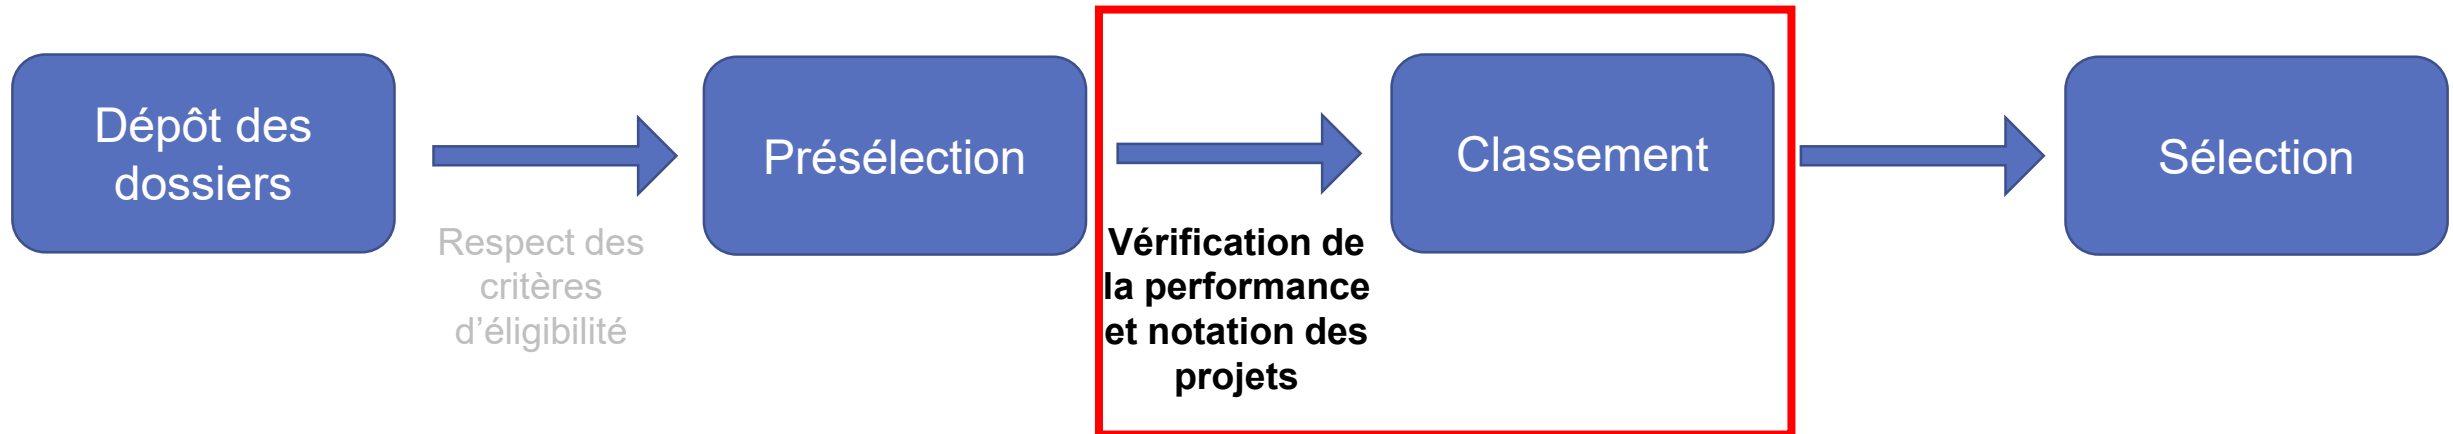 Dépôt des
dossiers
Respect des
critères
d’éligibilité
Présélection
Vérification de
la performance
et notation des
projets
Classement
Sélection